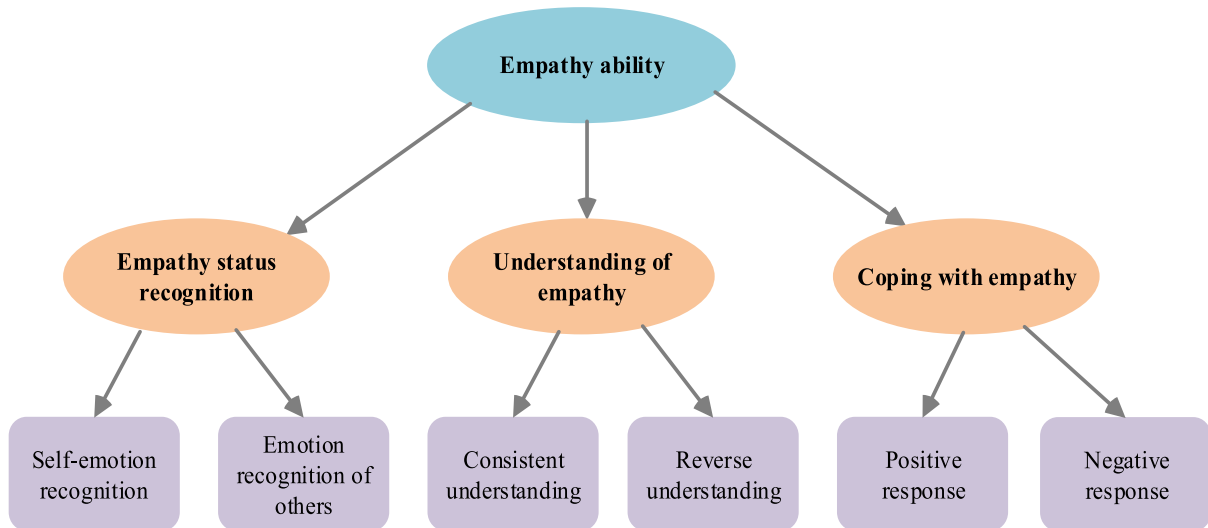 Empathy ability
Empathy status
recognition
Understanding of
empathy
Coping with empathy
Self-emotion
recognition
Emotion
recognition of
others
Consistent
understanding
Reverse
understanding
Positive
response
Negative
response